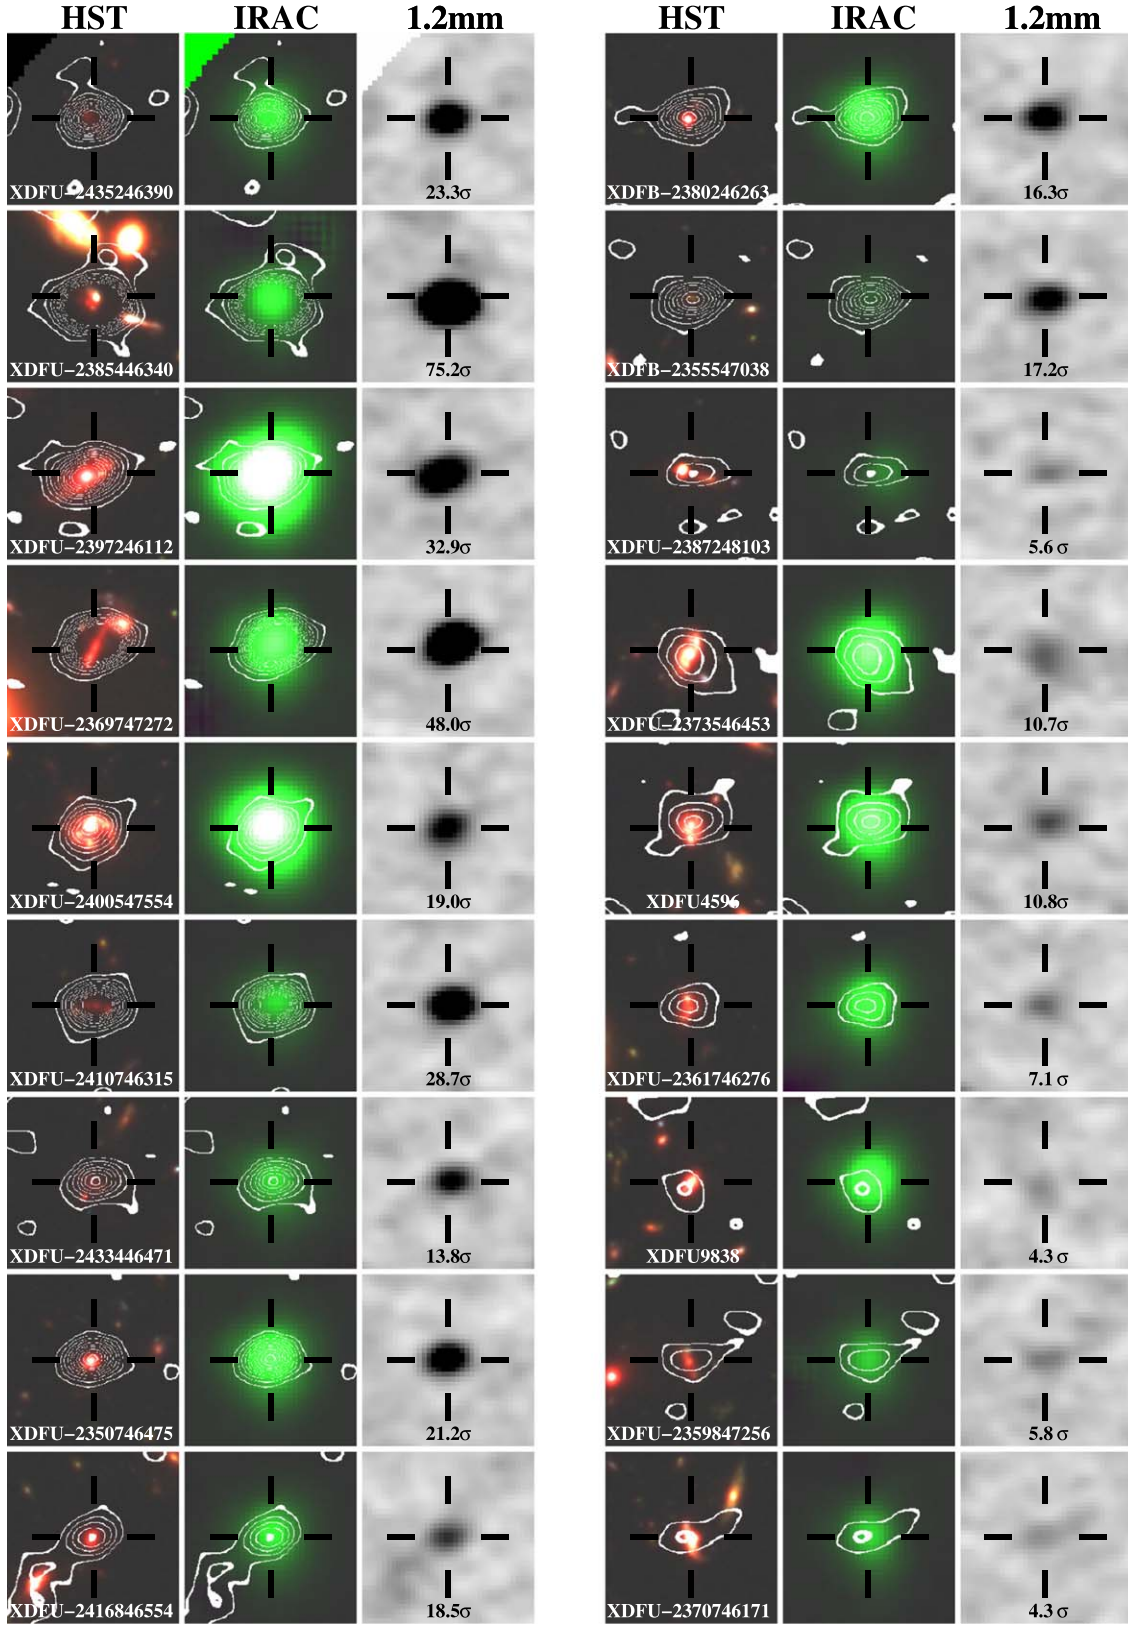 HST IRAC 1.2mm HST IRAC 1.2mm
XDFU-2435246390 23.3σ XDFB-2380246263 16.3σ
XDFU-2385446340 75.2σ XDFB-2355547038 17.2σ
XDFU-2397246112 32.9σ XDFU-2387248103 5.6 σ
XDFU-2369747272 48.0σ XDFU-2373546453 10.7σ
XDFU-2400547554 19.0σ XDFU4596 10.8σ
XDFU-2410746315 28.7σ XDFU-2361746276 7.1 σ
XDFU-2433446471 13.8σ XDFU9838 4.3 σ
XDFU-2350746475 21.2σ XDFU-2359847256 5.8 σ
XDFU-2416846554 18.5σ XDFU-2370746171 4.3 σ